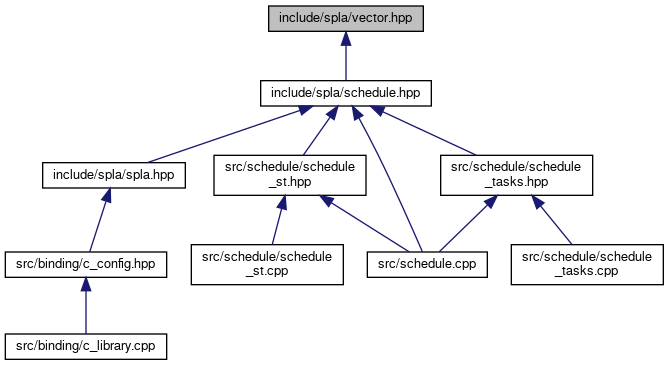 include/spla/vector.hpp
include/spla/schedule.hpp
include/spla/spla.hpp
src/schedule/schedule
_st.hpp
src/schedule/schedule
_tasks.hpp
src/binding/c_config.hpp
src/schedule/schedule
_st.cpp
src/schedule.cpp
src/schedule/schedule
_tasks.cpp
src/binding/c_library.cpp